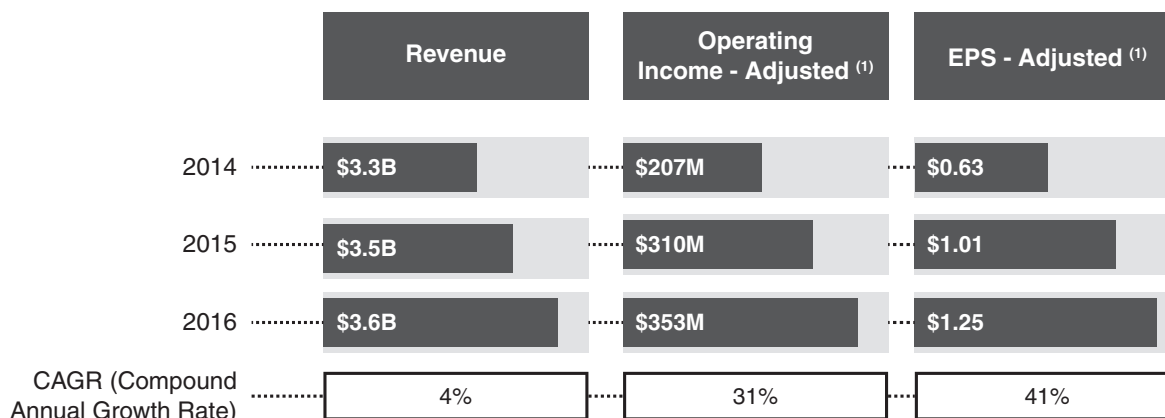 Revenue
Operating
Income - Adjusted (1)
EPS - Adjusted (1)
2014 $3.3B $207M $0.63
2015 $3.5B $310M $1.01
2016 $3.6B $353M $1.25
CAGR (Compound
Annual Growth Rate) 4% 31% 41%